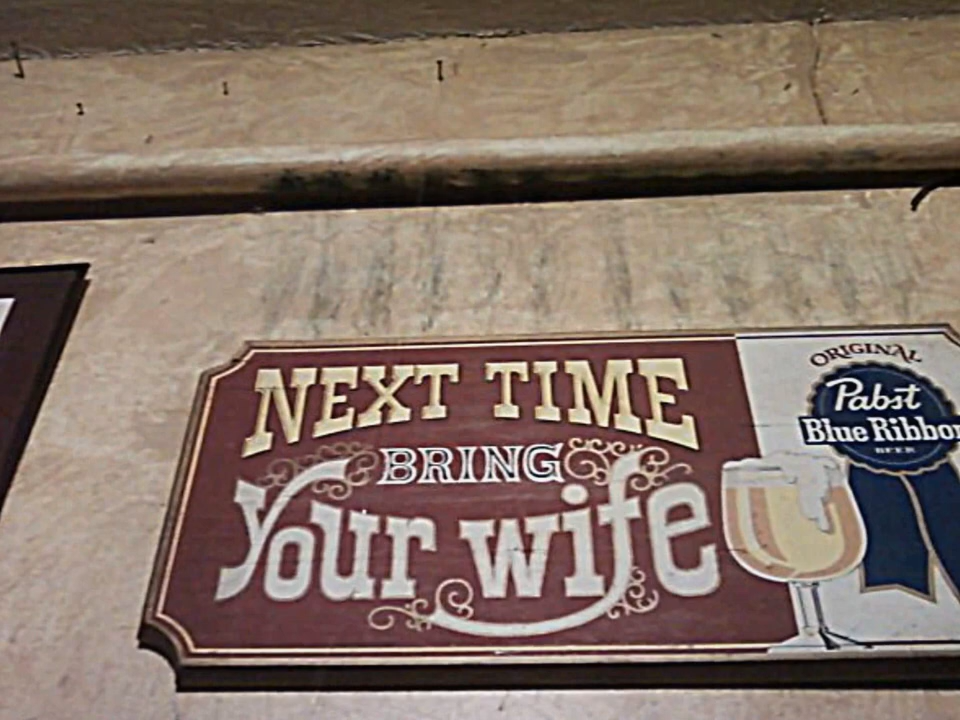 NEXT TIME
BRING
Your wife
ORIGINAL
Pabst
Blue Ribbon
BEER